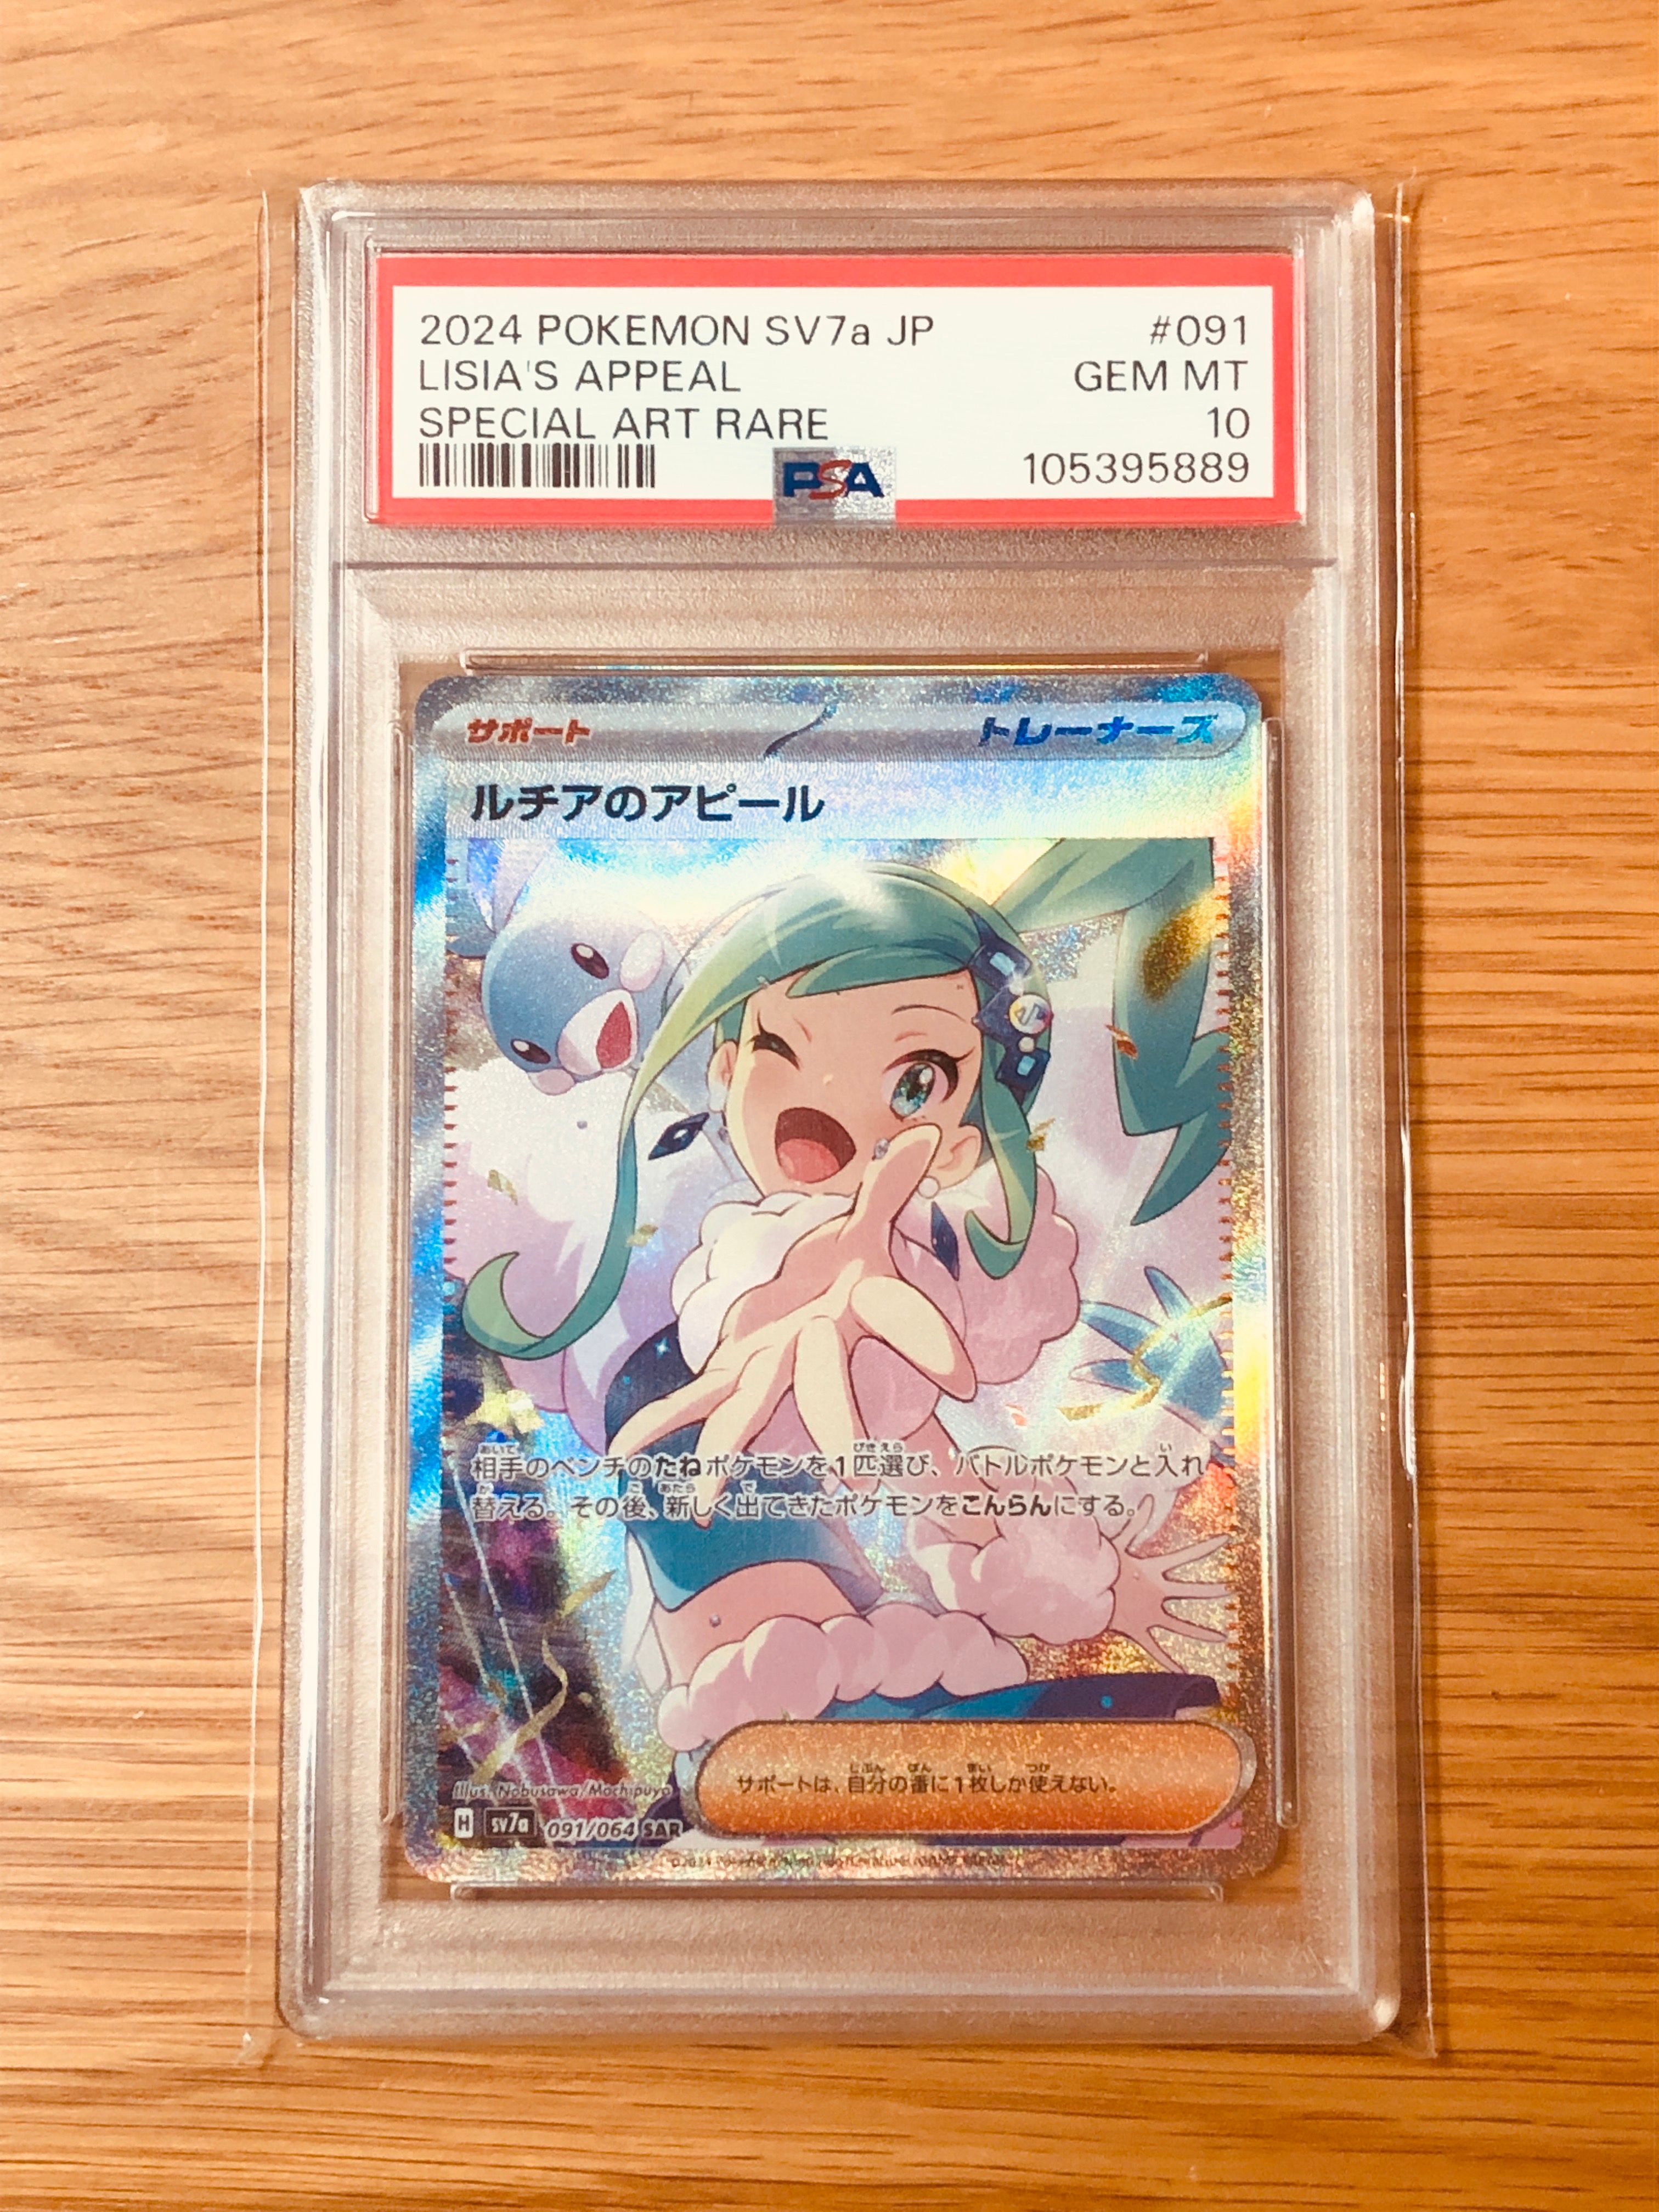 2024 POKEMON SV7a JP #091
LISIA'S APPEAL GEM MT
SPECIAL ART RARE 10
PSA 105395889
サポート トレーナーズ
ルチアのアピール
相手のベンチのたねポケモンを1匹選び、バトルポケモンと入れ
替える。その後、新しく出てきたポケモンをこんらんにする。
サポートは、自分の番に1枚しか使えない。
Illus. Nobusawa/Mochipuyo
H sv7a 091/064 SAR